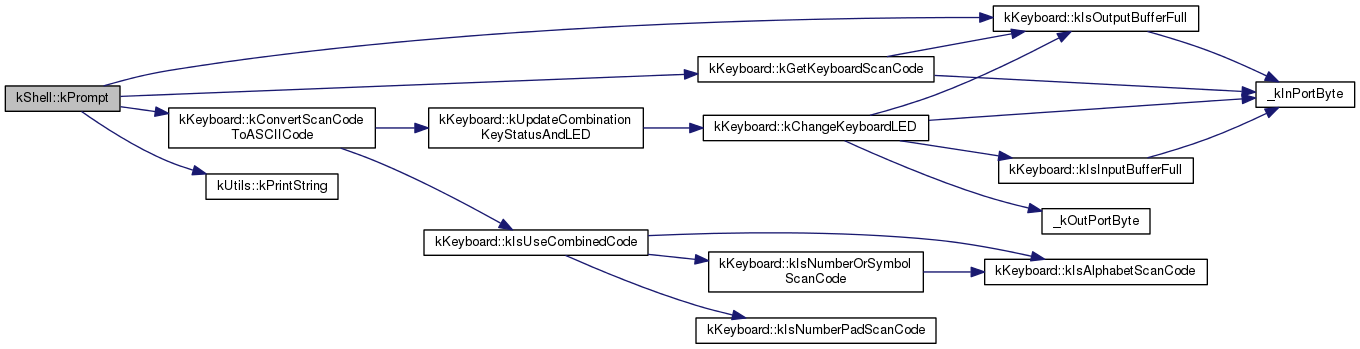 kShell::kPrompt
kKeyboard::kIsOutputBufferFull
kKeyboard::kGetKeyboardScanCode
_kInPortByte
kKeyboard::kConvertScanCode
ToASCIICode
kKeyboard::kUpdateCombination
KeyStatusAndLED
kKeyboard::kChangeKeyboardLED
kKeyboard::kIsInputBufferFull
kUtils::kPrintString
_kOutPortByte
kKeyboard::kIsUseCombinedCode
kKeyboard::kIsNumberOrSymbol
ScanCode
kKeyboard::kIsAlphabetScanCode
kKeyboard::kIsNumberPadScanCode